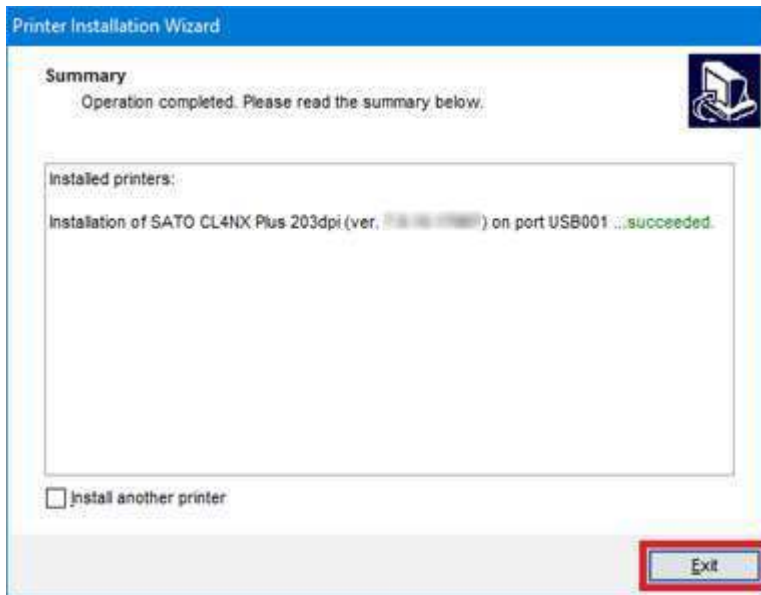 Printer Installation Wizard
Summary
Operation completed. Please read the summary below.
Installed printers:
Installation of SATO CL4NX Plus 203dpi (ver. ) on port USB001 ...succeeded.
Install another printer
Exit